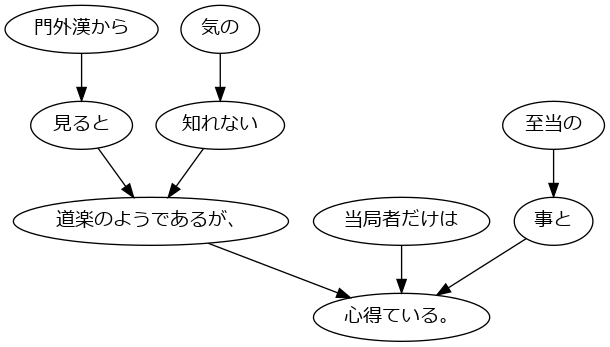 門外漢から
気の
見ると
知れない
至当の
道楽のようであるが、
当局者だけは
事と
心得ている。